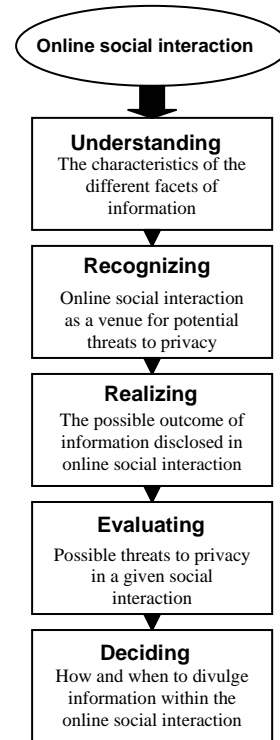 Online social interaction
Understanding
The characteristics of the
different facets of
information
Recognizing
Online social interaction
as a venue for potential
threats to privacy
Realizing
The possible outcome of
information disclosed in
online social interaction
Evaluating
Possible threats to privacy
in a given social
interaction
Deciding
How and when to divulge
information within the
online social interaction